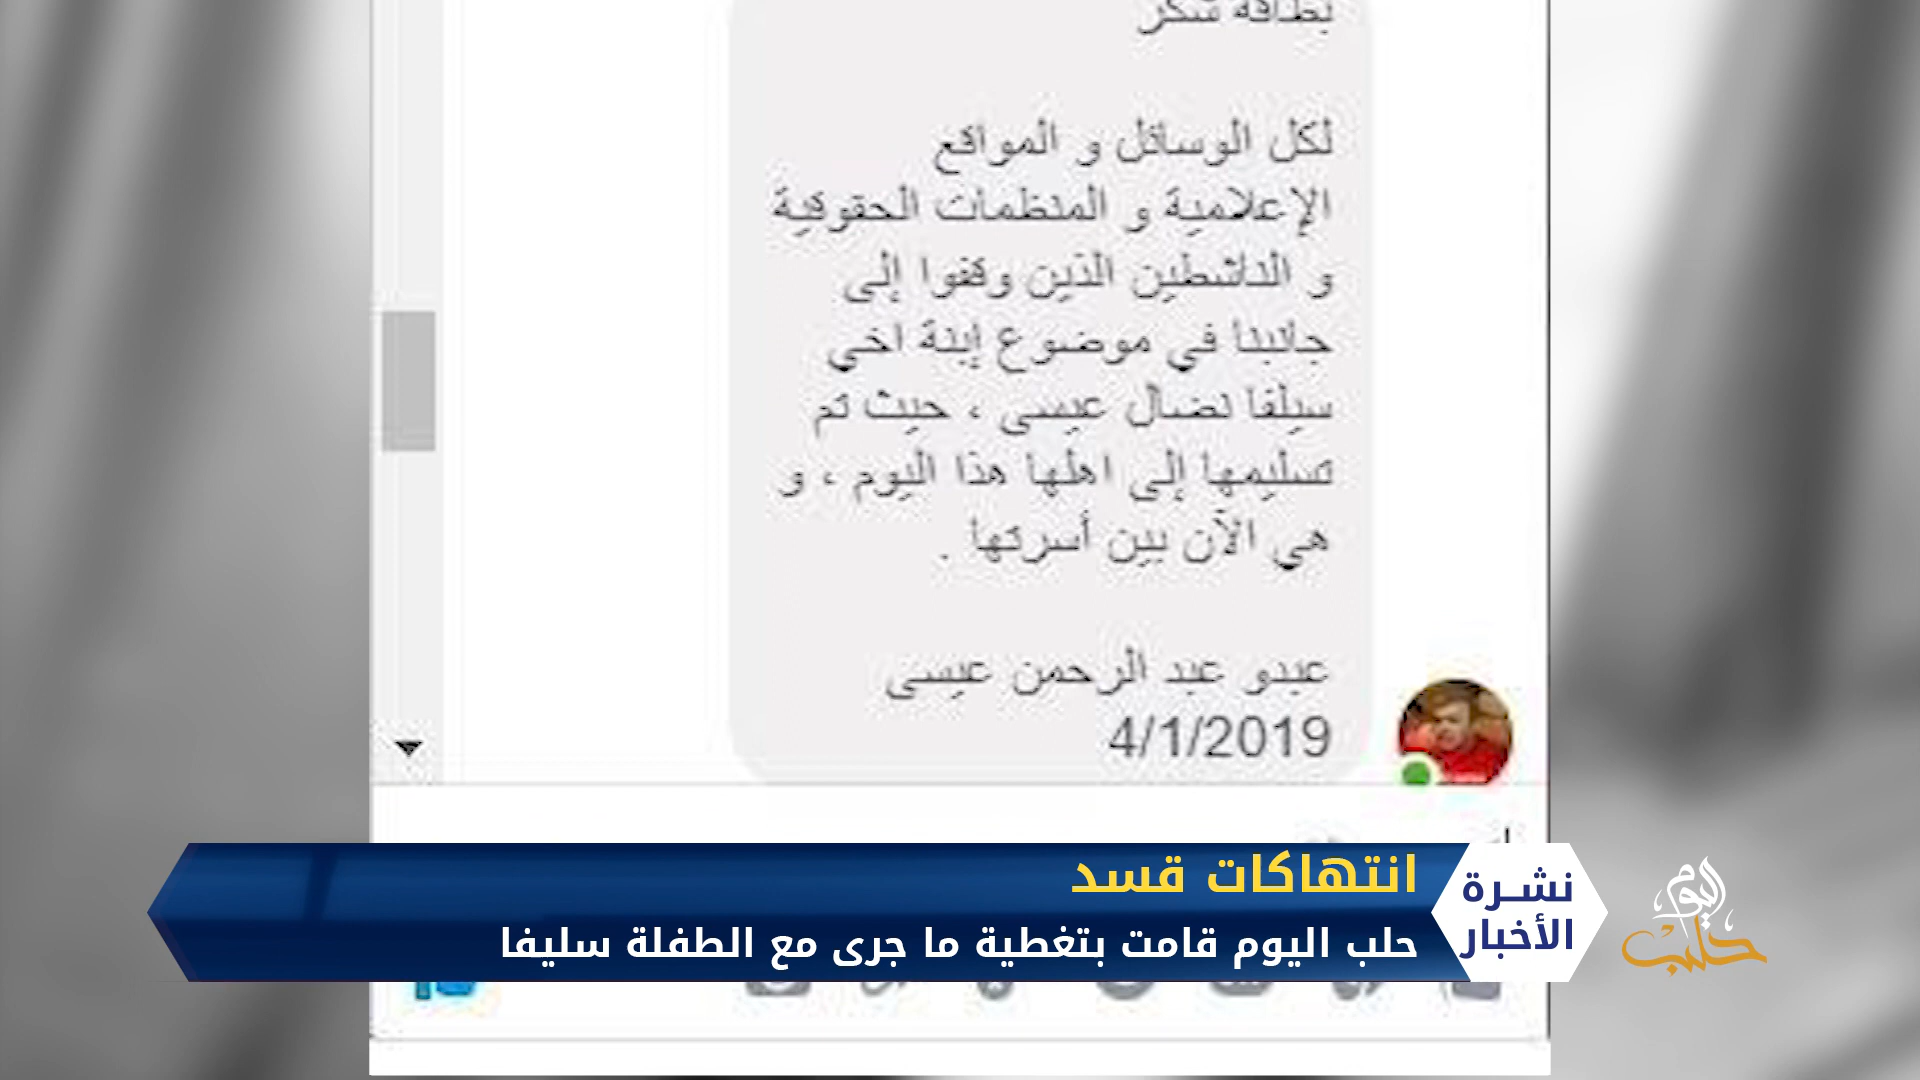 بطاقة شكر
لكل الوسائل و المواقع
الإعلامية و المنظمات الحقوقية
و الناشطين الذين وقفوا إلى
جانبنا في موضوع إبنة اخي
سيلفا نضال عيسى ، حيث تم
تسليمها إلى اهلها هذا اليوم ، و
هي الآن بين أسرتها .
عبدو عبد الرحمن عيسى
4/1/2019
انتهاكات قسد
حلب اليوم قامت بتغطية ما جرى مع الطفلة سليفا
نشرة
الأخبار
حلب
اليوم